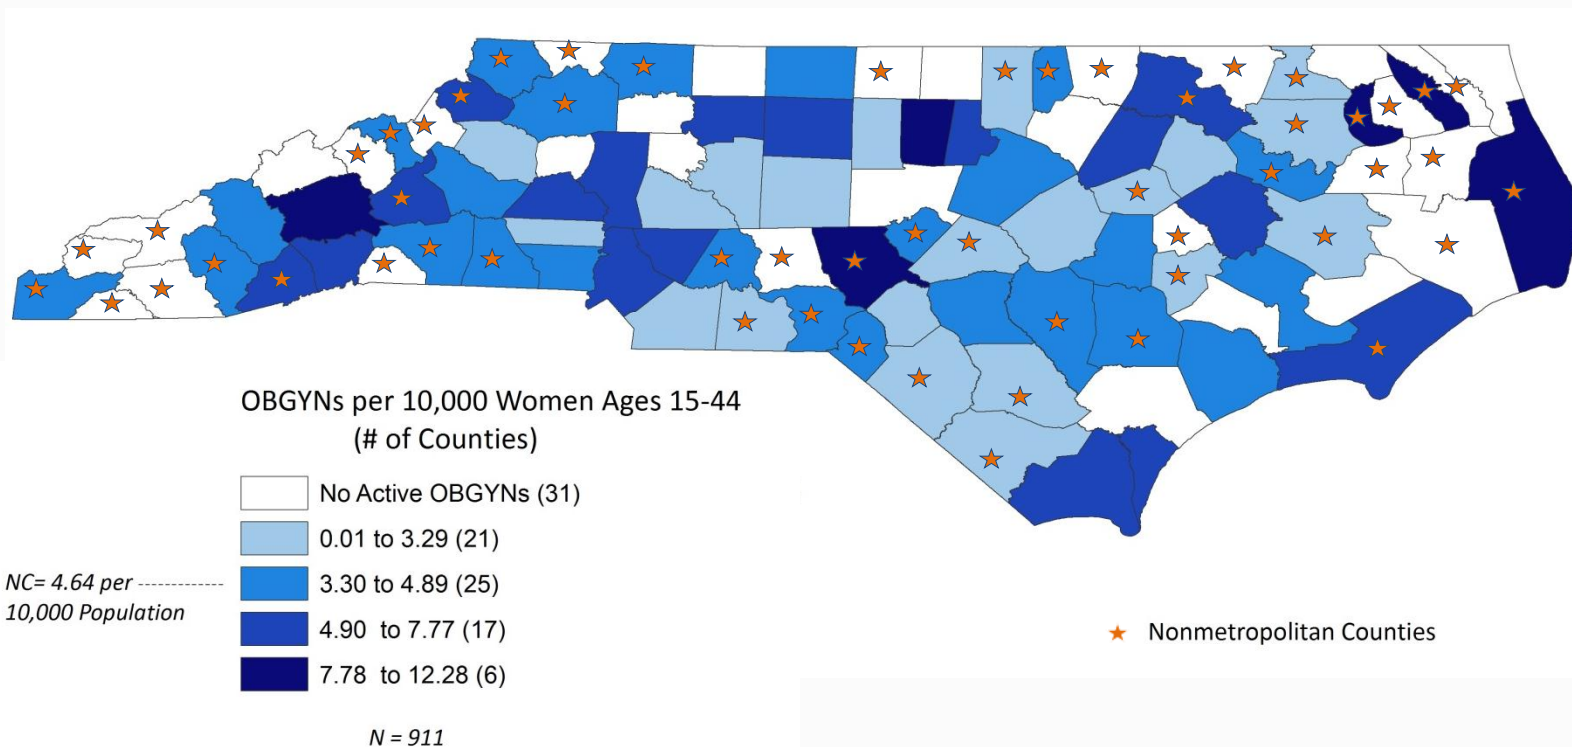 OBGYNs per 10,000 Women Ages 15-44
(# of Counties)
No Active OBGYNs (31)
0.01 to 3.29 (21)
3.30 to 4.89 (25)
4.90 to 7.77 (17)
7.78 to 12.28 (6)
NC= 4.64 per -----------
10,000 Population
N = 911
Nonmetropolitan Counties